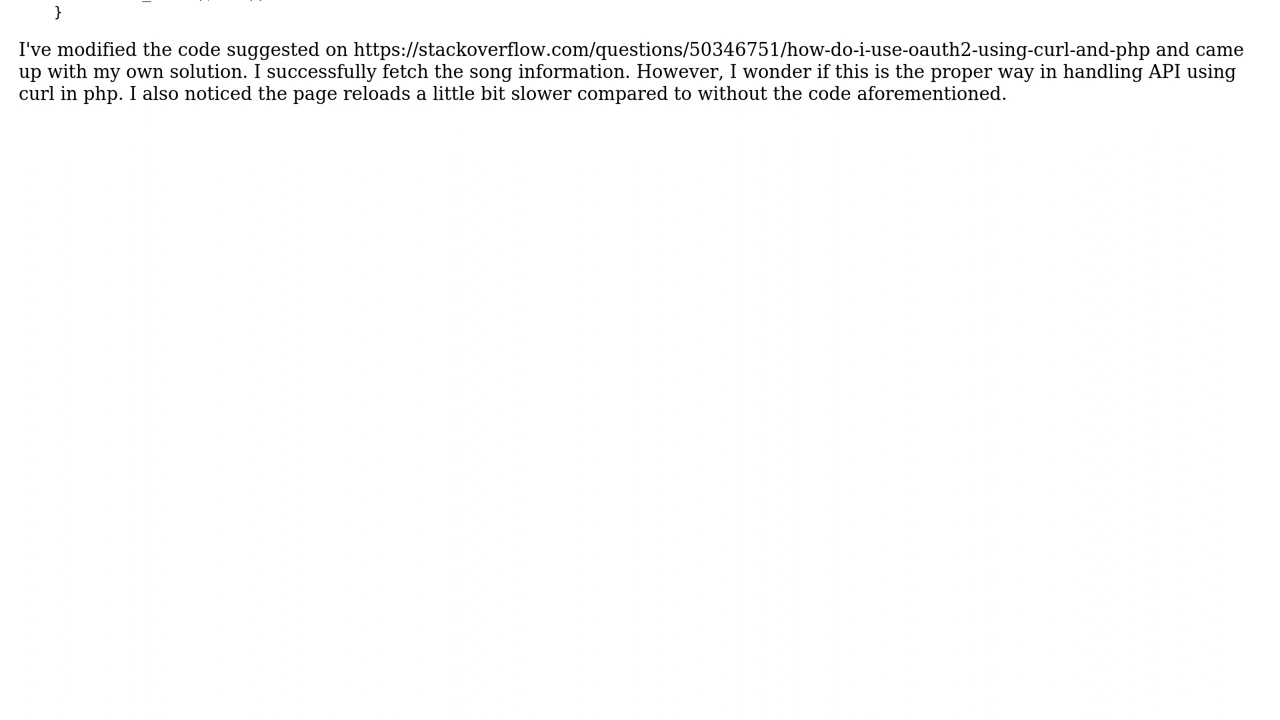 }
I've modified the code suggested on https://stackoverflow.com/questions/50346751/how-do-i-use-oauth2-using-curl-and-php and came
up with my own solution. I successfully fetch the song information. However, I wonder if this is the proper way in handling API using
curl in php. I also noticed the page reloads a little bit slower compared to without the code aforementioned.